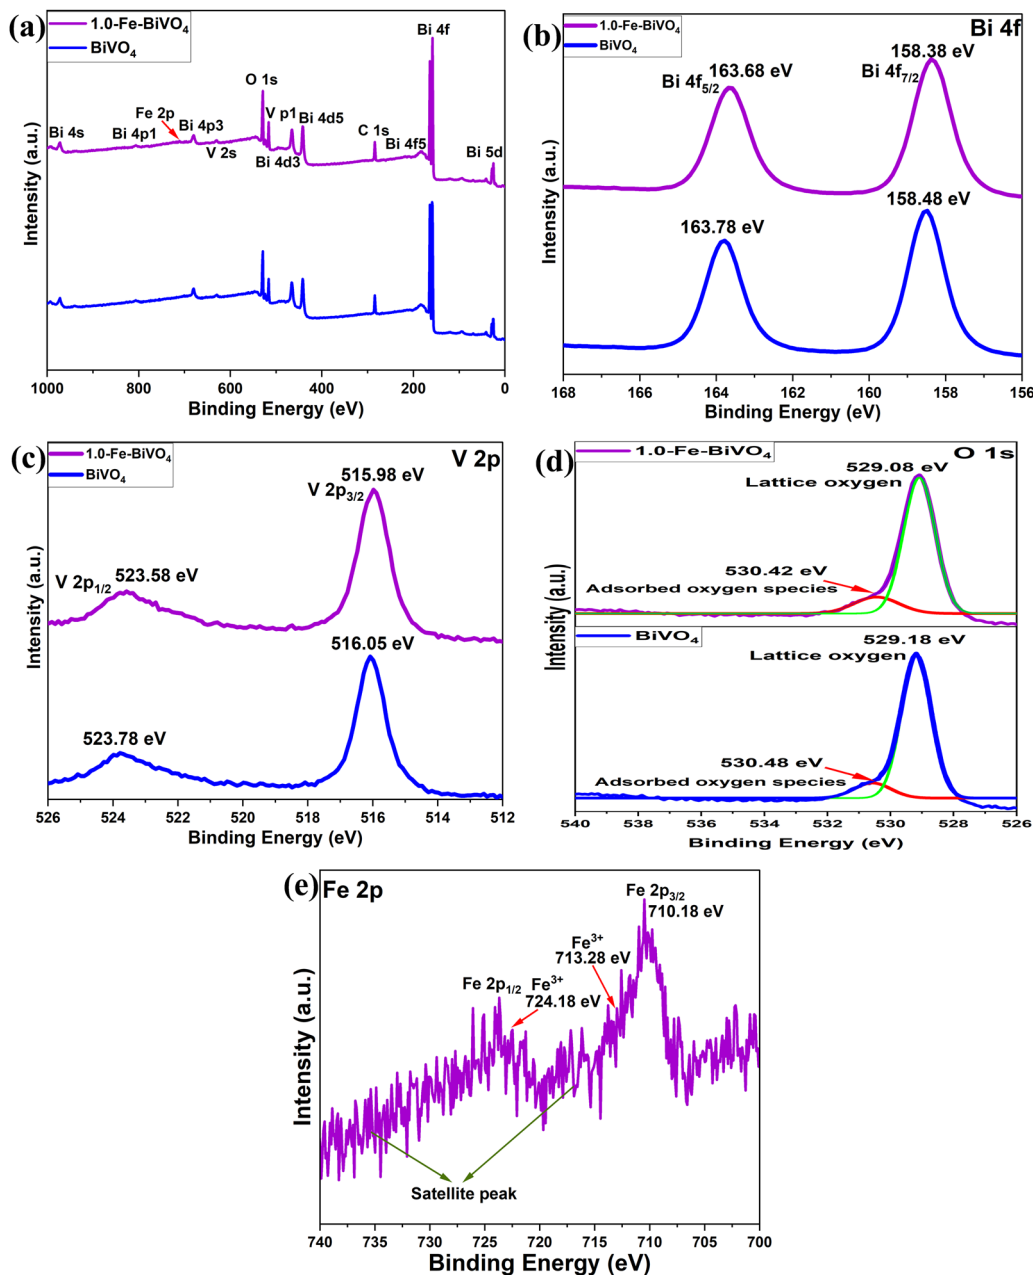 (a)
1.0-Fe-BiVO₄
BiVO₄
Bi 4f
O 1s
Fe 2p
V p1
Bi 4d5
Bi 4s
Bi 4p1
Bi 4p3
V 2s
Bi 4d3
C 1s
Bi 4f5
Bi 5d
Intensity (a.u.)
1000 800 600 400 200 0
Binding Energy (eV)
(b)
1.0-Fe-BiVO₄
BiVO₄
Bi 4f
158.38 eV
163.68 eV
Bi 4f₅/₂
Bi 4f₇/₂
158.48 eV
163.78 eV
Intensity (a.u.)
168 166 164 162 160 158 156
Binding Energy (eV)
(c)
1.0-Fe-BiVO₄
BiVO₄
V 2p
515.98 eV
V 2p₃/₂
V 2p₁/₂
523.58 eV
516.05 eV
523.78 eV
Intensity (a.u.)
526 524 522 520 518 516 514 512
Binding Energy (eV)
(d)
1.0-Fe-BiVO₄
O 1s
529.08 eV
Lattice oxygen
530.42 eV
Adsorbed oxygen species
BiVO₄
529.18 eV
Lattice oxygen
530.48 eV
Adsorbed oxygen species
Intensity (a.u.)
540 538 536 534 532 530 528 526
Binding Energy (eV)
(e)
Fe 2p
Fe 2p₃/₂
710.18 eV
Fe³⁺
713.28 eV
Fe 2p₁/₂
Fe³⁺
724.18 eV
Satellite peak
Intensity (a.u.)
740 735 730 725 720 715 710 705 700
Binding Energy (eV)